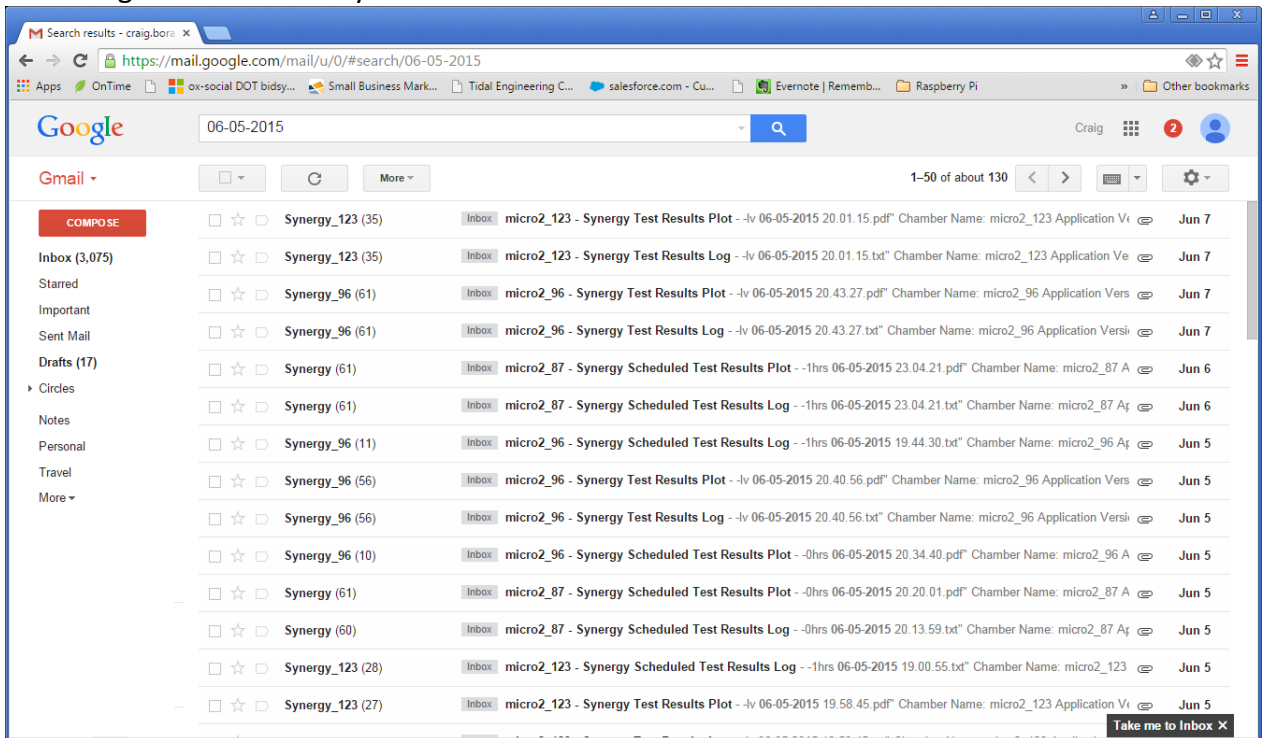 Search results - craig.bora
https://mail.google.com/mail/u/0/#search/06-05-2015
Apps OnTime ox-social DOT bidsy... Small Business Mark... Tidal Engineering C... salesforce.com - Cu... Evernote | Rememb... Raspberry Pi » Other bookmarks
Google 06-05-2015 Craig 2
Gmail More 1–50 of about 130
COMPOSE
Inbox (3,075)
Starred
Important
Sent Mail
Drafts (17)
Circles
Notes
Personal
Travel
More
Synergy_123 (35) Inbox micro2_123 - Synergy Test Results Plot - -lv 06-05-2015 20.01.15.pdf" Chamber Name: micro2_123 Application Ve Jun 7
Synergy_123 (35) Inbox micro2_123 - Synergy Test Results Log - -lv 06-05-2015 20.01.15.txt" Chamber Name: micro2_123 Application Ve Jun 7
Synergy_96 (61) Inbox micro2_96 - Synergy Test Results Plot - -lv 06-05-2015 20.43.27.pdf" Chamber Name: micro2_96 Application Vers Jun 7
Synergy_96 (61) Inbox micro2_96 - Synergy Test Results Log - -lv 06-05-2015 20.43.27.txt" Chamber Name: micro2_96 Application Versi Jun 7
Synergy (61) Inbox micro2_87 - Synergy Scheduled Test Results Plot - -1hrs 06-05-2015 23.04.21.pdf" Chamber Name: micro2_87 A Jun 6
Synergy (61) Inbox micro2_87 - Synergy Scheduled Test Results Log - -1hrs 06-05-2015 23.04.21.txt" Chamber Name: micro2_87 Ap Jun 6
Synergy_96 (11) Inbox micro2_96 - Synergy Scheduled Test Results Log - -1hrs 06-05-2015 19.44.30.txt" Chamber Name: micro2_96 Ap Jun 5
Synergy_96 (56) Inbox micro2_96 - Synergy Test Results Plot - -lv 06-05-2015 20.40.56.pdf" Chamber Name: micro2_96 Application Vers Jun 5
Synergy_96 (56) Inbox micro2_96 - Synergy Test Results Log - -lv 06-05-2015 20.40.56.txt" Chamber Name: micro2_96 Application Versi Jun 5
Synergy_96 (10) Inbox micro2_96 - Synergy Scheduled Test Results Plot - -0hrs 06-05-2015 20.34.40.pdf" Chamber Name: micro2_96 A Jun 5
Synergy (61) Inbox micro2_87 - Synergy Scheduled Test Results Plot - -0hrs 06-05-2015 20.20.01.pdf" Chamber Name: micro2_87 A Jun 5
Synergy (60) Inbox micro2_87 - Synergy Scheduled Test Results Log - -0hrs 06-05-2015 20.13.59.txt" Chamber Name: micro2_87 Ap Jun 5
Synergy_123 (28) Inbox micro2_123 - Synergy Scheduled Test Results Log - -1hrs 06-05-2015 19.00.55.txt" Chamber Name: micro2_123 Jun 5
Synergy_123 (27) Inbox micro2_123 - Synergy Test Results Plot - -lv 06-05-2015 19.58.45.pdf" Chamber Name: micro2_123 Application Ve Jun 5
Take me to Inbox ×